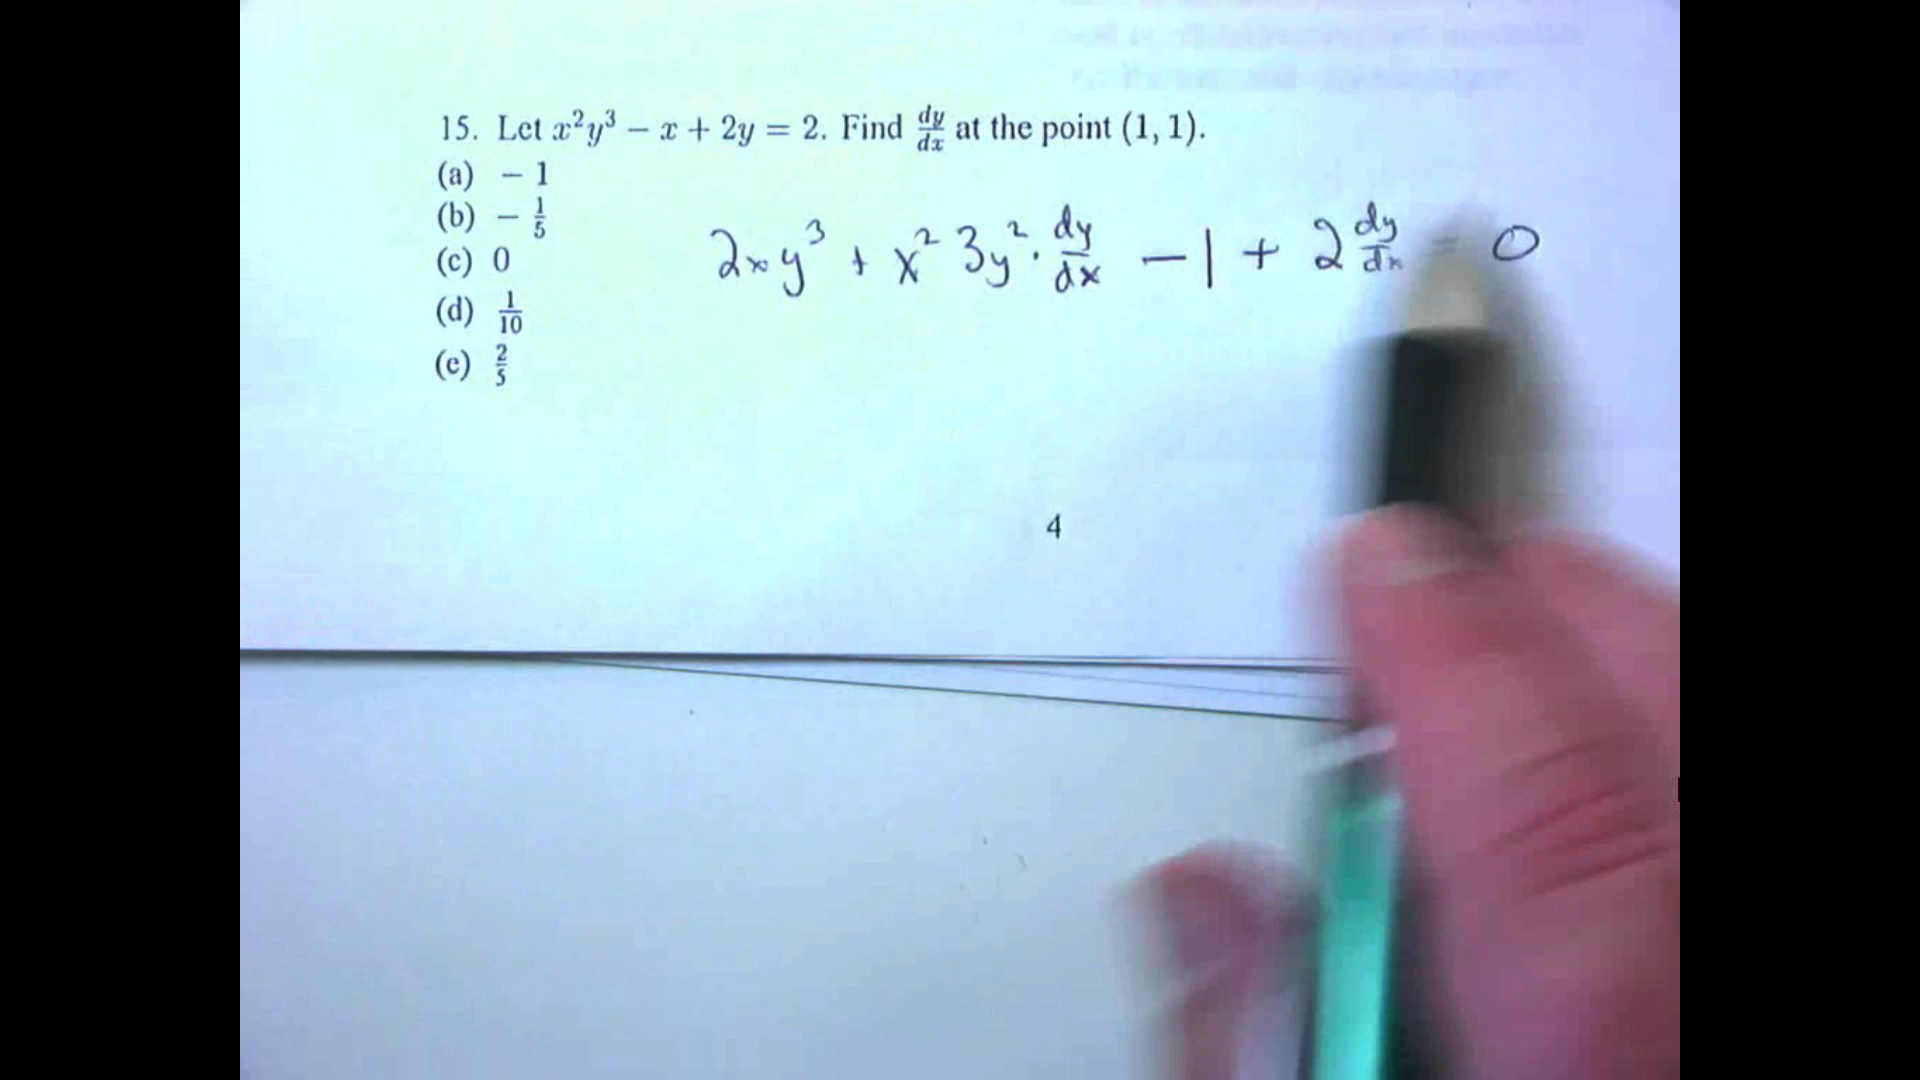 15. Let x²y³ − x + 2y = 2. Find dy/dx at the point (1, 1).
(a) − 1
(b) − 1/5
(c) 0
(d) 1/10
(e) 2/5
2xy³ + x² 3y² · dy/dx − 1 + 2 dy/dx = 0
4